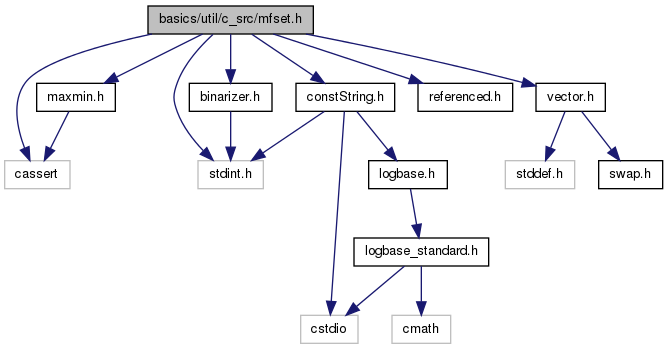 basics/util/c_src/mfset.h
maxmin.h
binarizer.h
constString.h
referenced.h
vector.h
cassert
stdint.h
logbase.h
stddef.h
swap.h
logbase_standard.h
cstdio
cmath